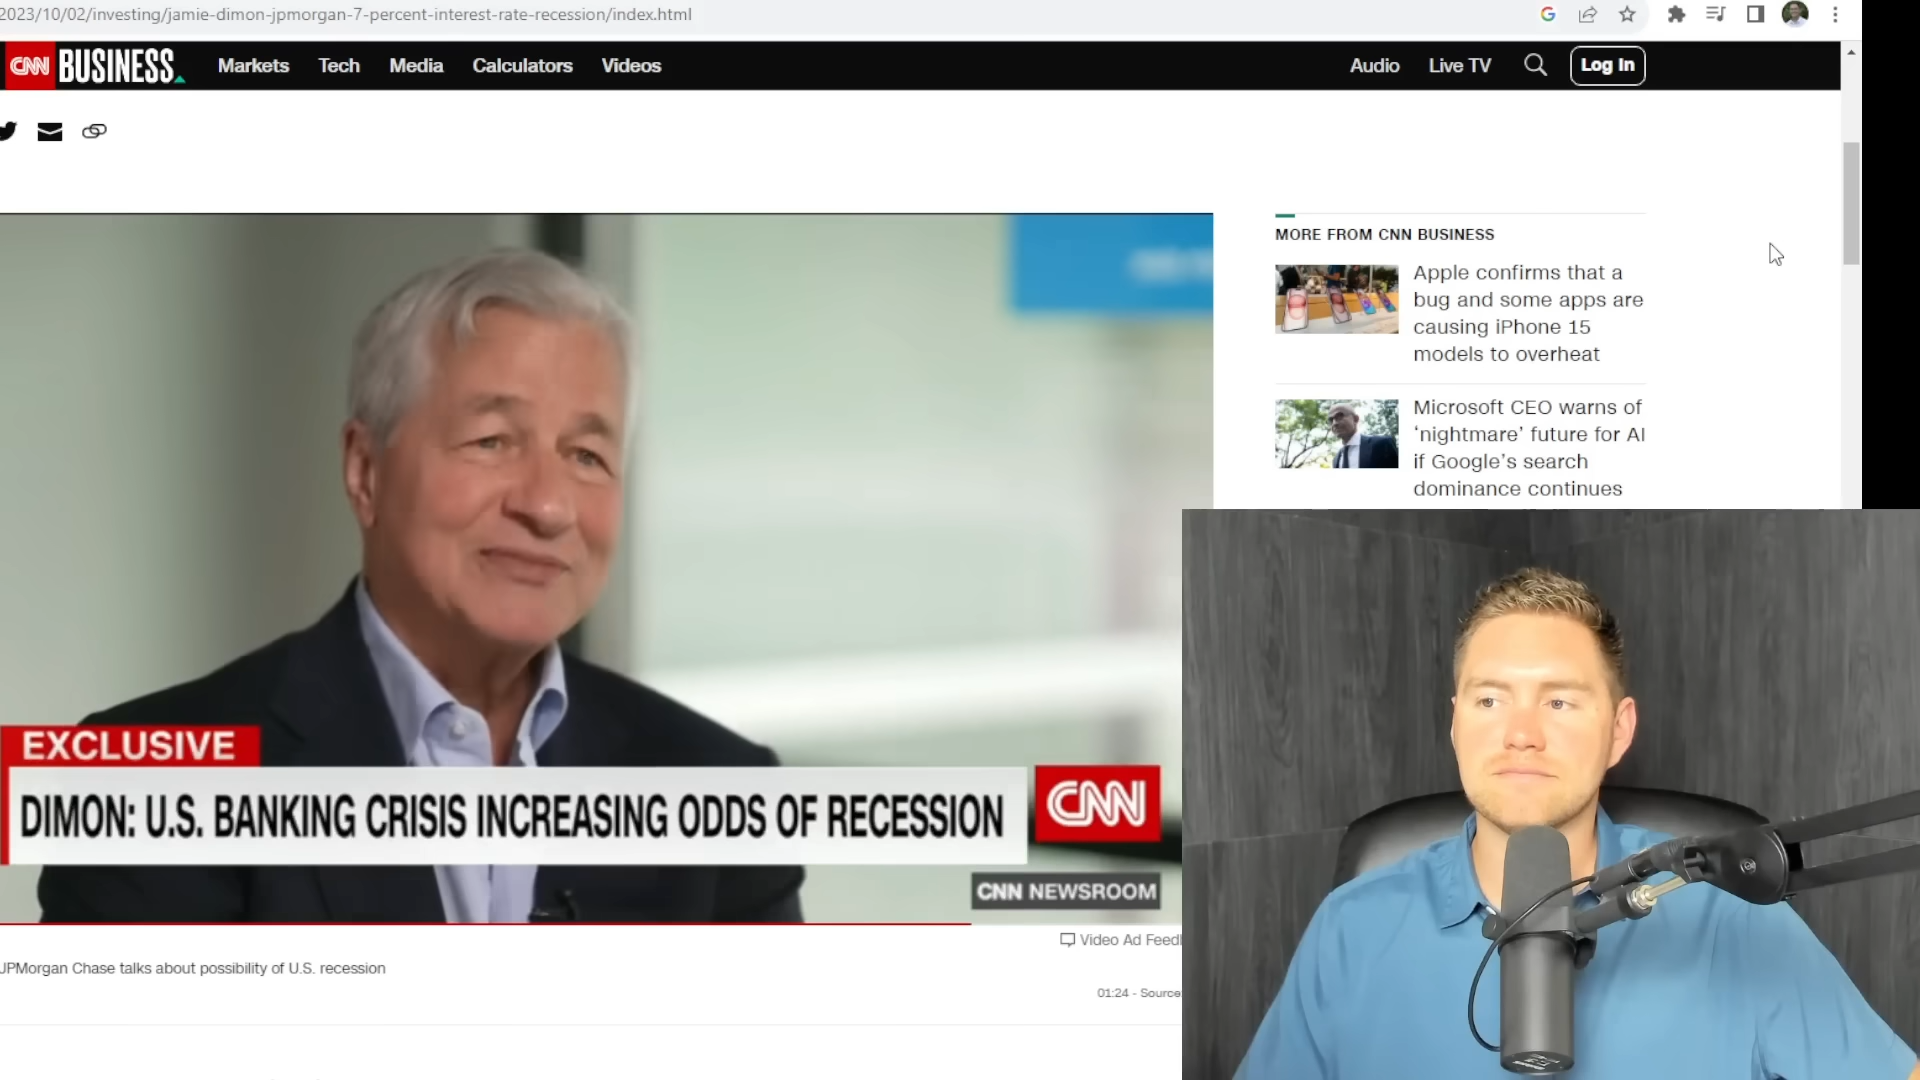 2023/10/02/investing/jamie-dimon-jpmorgan-7-percent-interest-rate-recession/index.html
CNN BUSINESS
Markets Tech Media Calculators Videos
Audio Live TV Log In
MORE FROM CNN BUSINESS
Apple confirms that a
bug and some apps are
causing iPhone 15
models to overheat
Microsoft CEO warns of
‘nightmare’ future for AI
if Google’s search
dominance continues
EXCLUSIVE
DIMON: U.S. BANKING CRISIS INCREASING ODDS OF RECESSION
CNN
CNN NEWSROOM
Video Ad Feed
JPMorgan Chase talks about possibility of U.S. recession
01:24 - Source